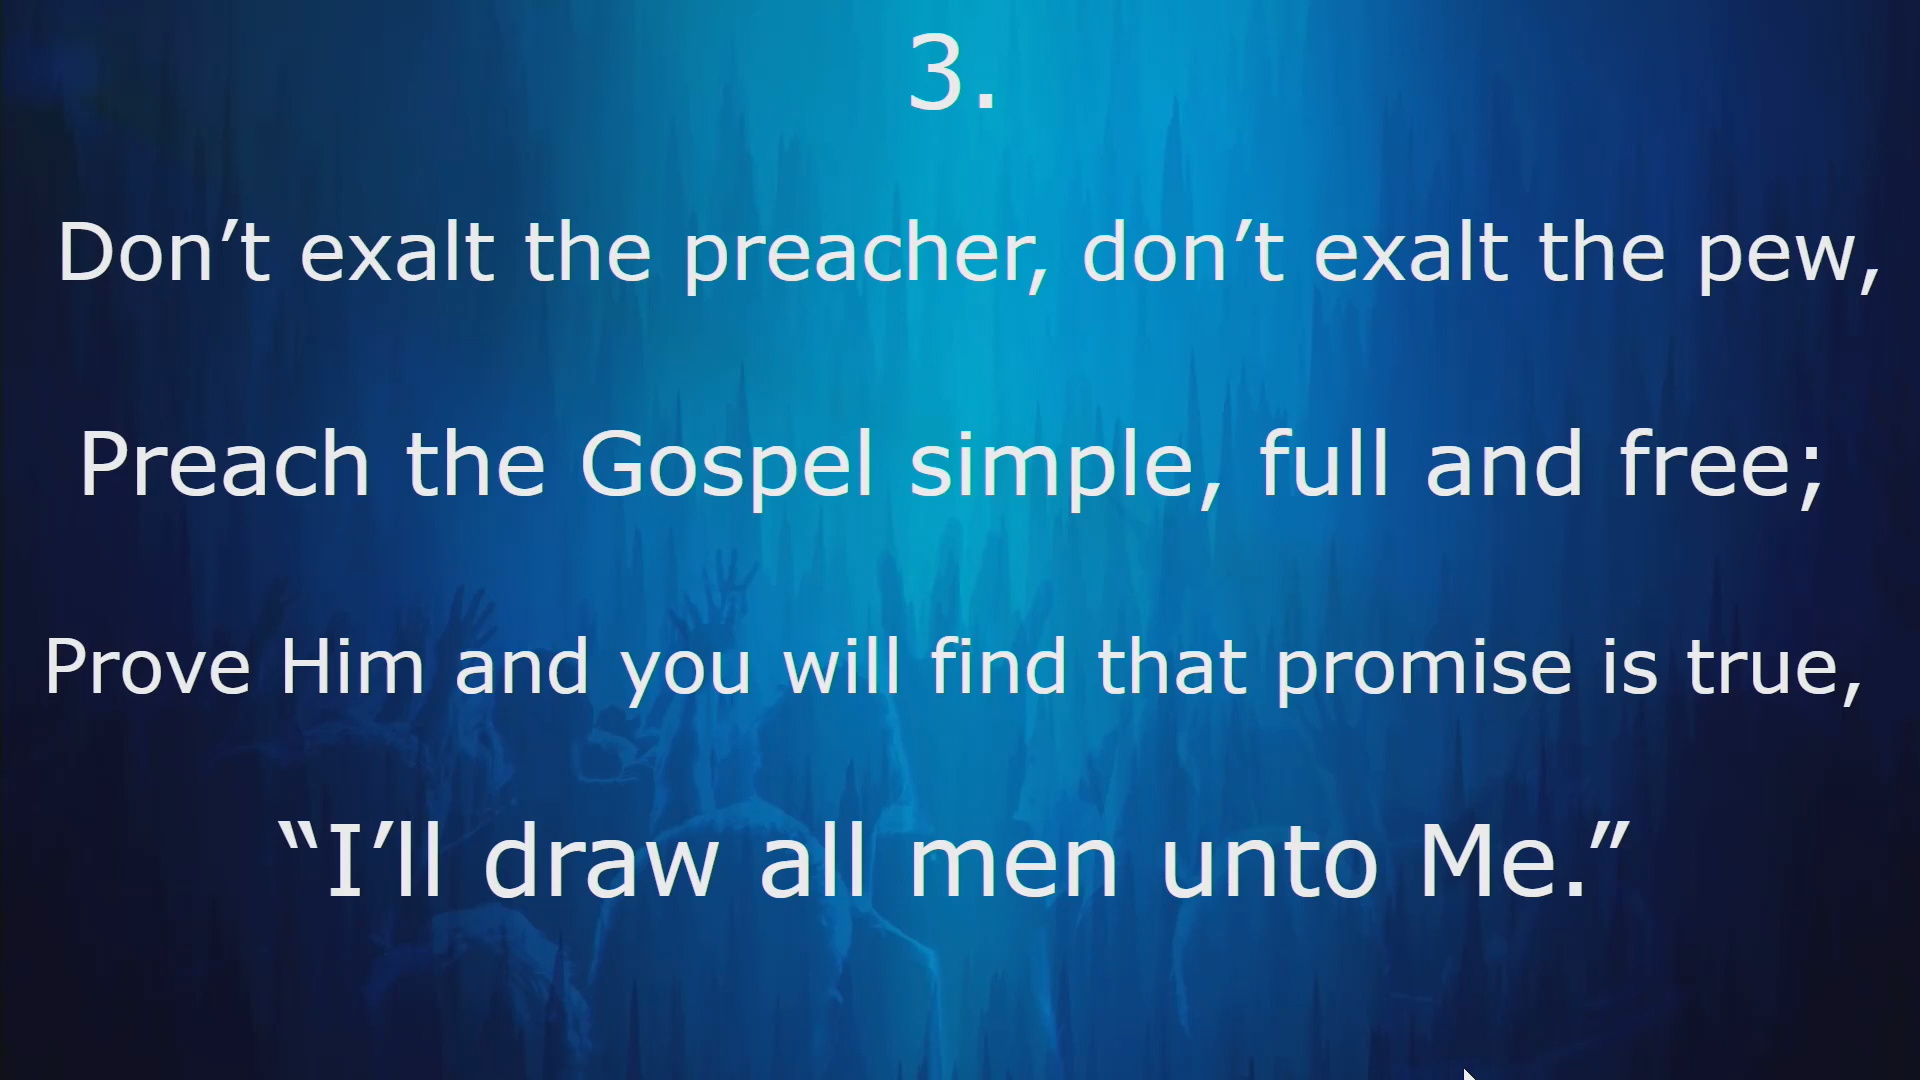 3.
Don’t exalt the preacher, don’t exalt the pew,
Preach the Gospel simple, full and free;
Prove Him and you will find that promise is true,
“I’ll draw all men unto Me.”